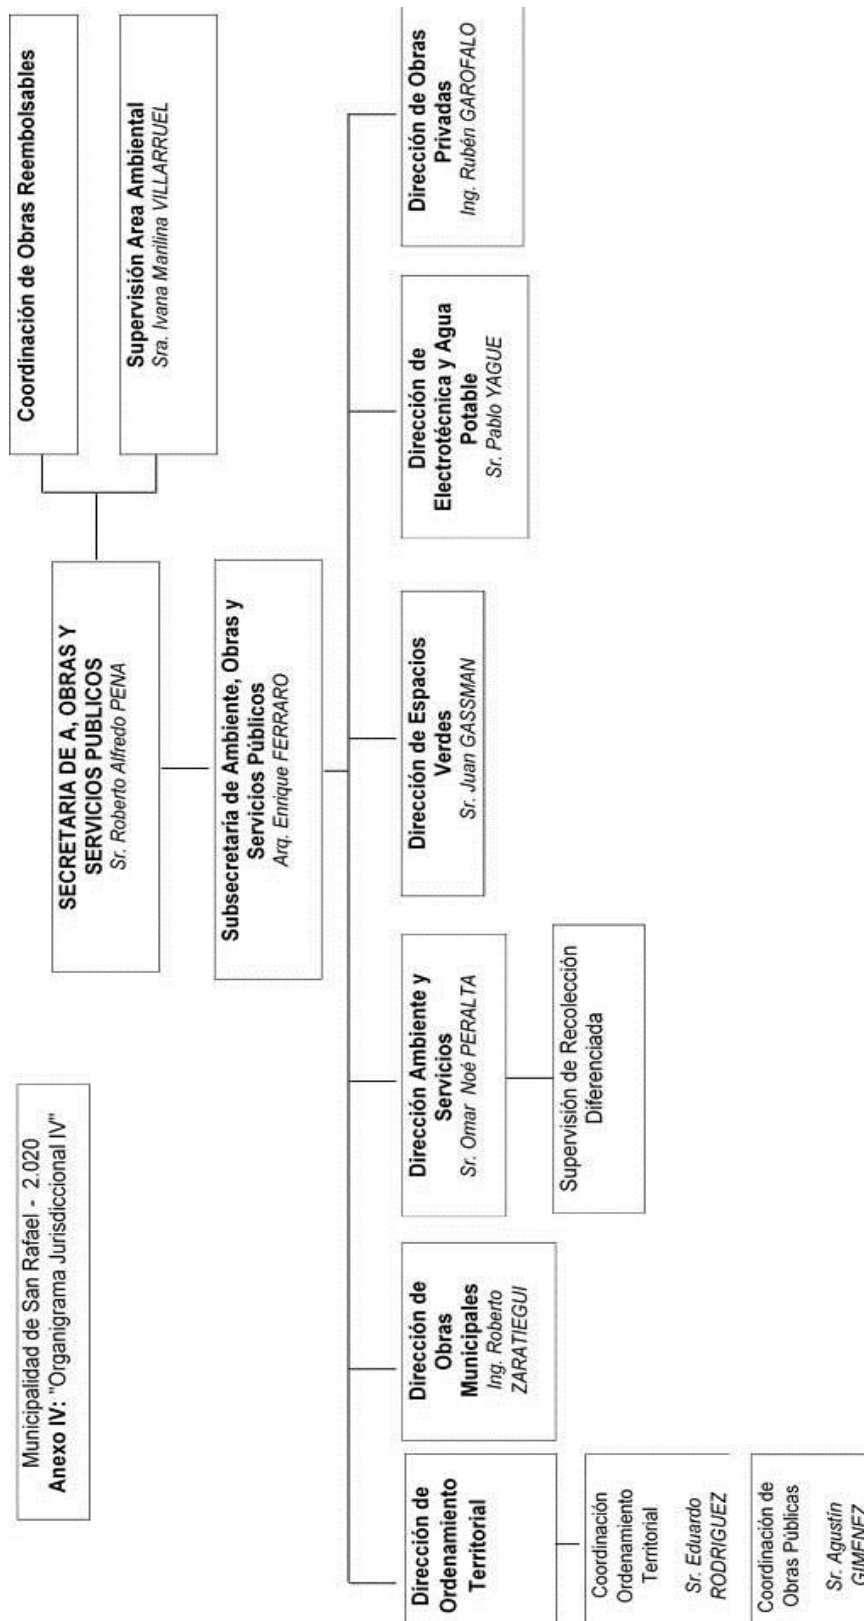 Municipalidad de San Rafael - 2.020
Anexo IV: "Organigrama Jurisdiccional IV"
SECRETARIA DE A, OBRAS Y
SERVICIOS PUBLICOS
Sr. Roberto Alfredo PENA
Coordinación de Obras Reembolsables
Supervisión Area Ambiental
Sra. Ivana Marilina VILLARRUEL
Subsecretaría de Ambiente, Obras y
Servicios Públicos
Arq. Enrique FERRARO
Dirección de
Ordenamiento
Territorial
Coordinación
Ordenamiento
Territorial
Sr. Eduardo
RODRIGUEZ
Coordinación de
Obras Públicas
Sr. Agustín
GIMENEZ
Dirección de
Obras
Municipales
Ing. Roberto
ZARATIEGUI
Dirección Ambiente y
Servicios
Sr. Omar Noé PERALTA
Supervisión de Recolección
Diferenciada
Dirección de Espacios
Verdes
Sr. Juan GASSMAN
Dirección de
Electrotécnica y Agua
Potable
Sr. Pablo YAGUE
Dirección de Obras
Privadas
Ing. Rubén GAROFALO